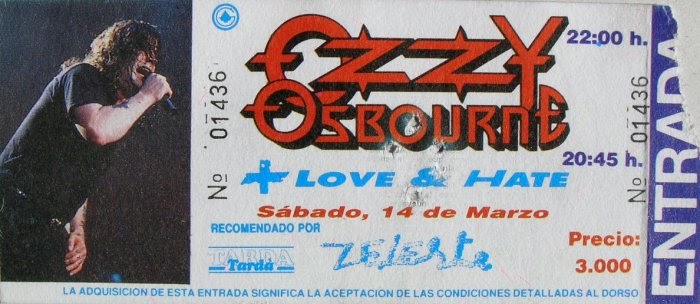 OZZY
OSBOURNE
22:00 h.
+ LOVE & HATE
20:45 h.
Sábado, 14 de Marzo
RECOMENDADO POR
TARDA
Tarda
ZELESTE
Precio:
3.000
Nº 01436
Nº 01436
ENTRADA
LA ADQUISICION DE ESTA ENTRADA SIGNIFICA LA ACEPTACION DE LAS CONDICIONES DETALLADAS AL DORSO